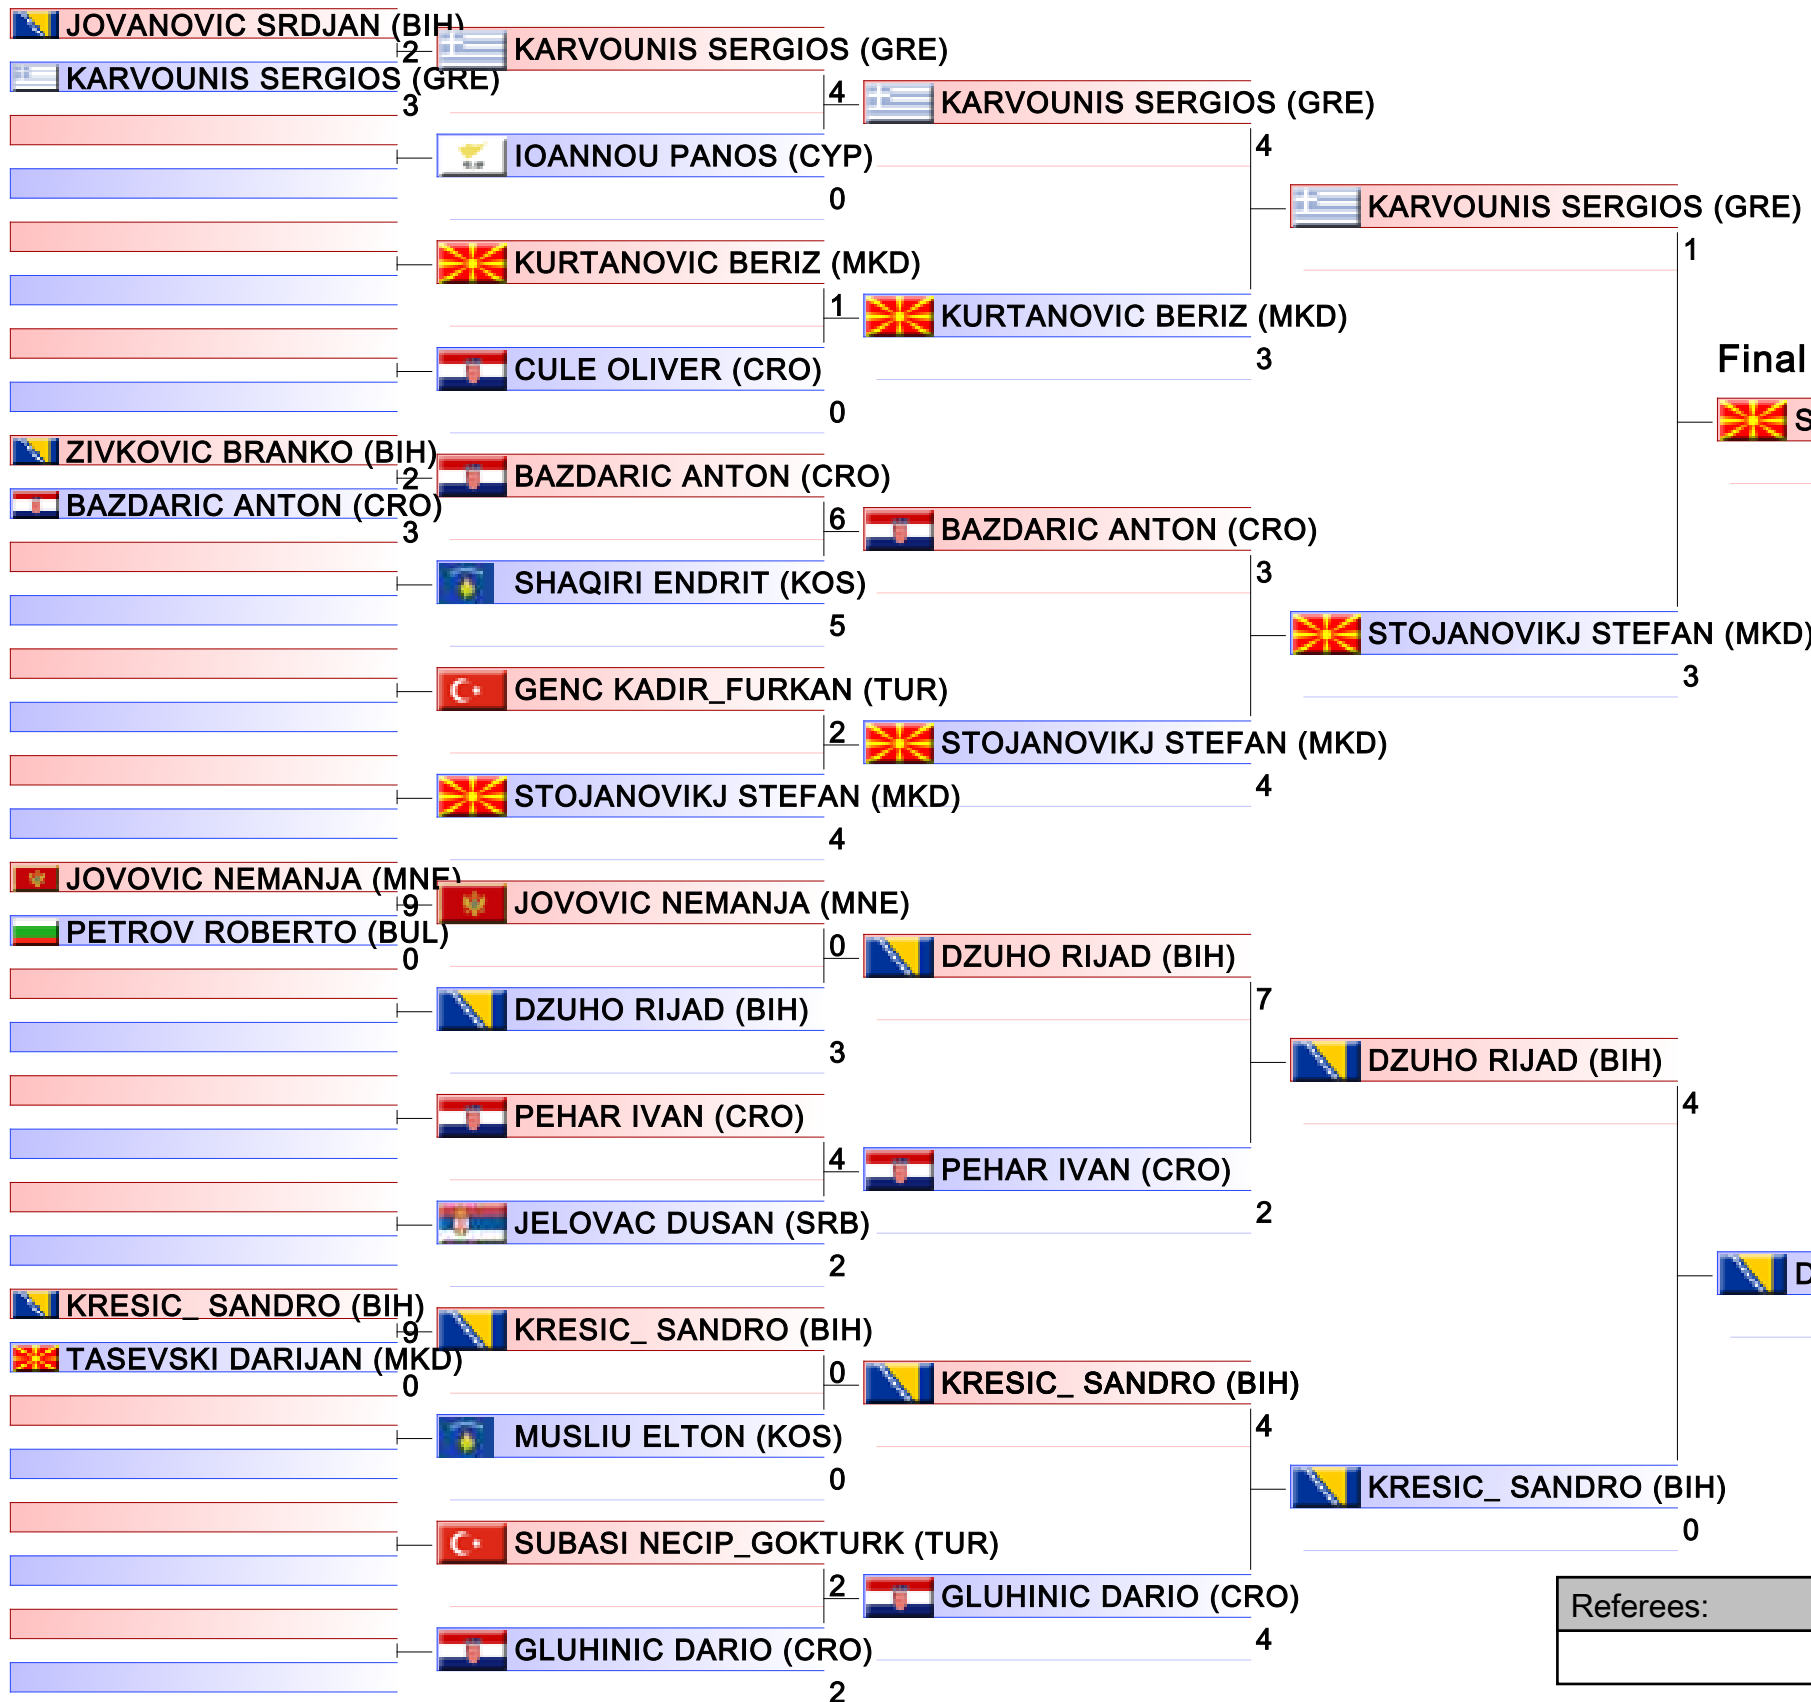 JOVANOVIC SRDJAN (BIH)
2
KARVOUNIS SERGIOS (GRE)
3
ZIVKOVIC BRANKO (BIH)
2
BAZDARIC ANTON (CRO)
3
JOVOVIC NEMANJA (MNE)
9
PETROV ROBERTO (BUL)
0
KRESIC_ SANDRO (BIH)
9
TASEVSKI DARIJAN (MKD)
0
KARVOUNIS SERGIOS (GRE)
4
IOANNOU PANOS (CYP)
0
KURTANOVIC BERIZ (MKD)
1
CULE OLIVER (CRO)
0
BAZDARIC ANTON (CRO)
6
SHAQIRI ENDRIT (KOS)
5
GENC KADIR_FURKAN (TUR)
2
STOJANOVIKJ STEFAN (MKD)
4
JOVOVIC NEMANJA (MNE)
0
DZUHO RIJAD (BIH)
3
PEHAR IVAN (CRO)
4
JELOVAC DUSAN (SRB)
2
KRESIC_ SANDRO (BIH)
0
MUSLIU ELTON (KOS)
0
SUBASI NECIP_GOKTURK (TUR)
2
GLUHINIC DARIO (CRO)
2
KARVOUNIS SERGIOS (GRE)
4
KURTANOVIC BERIZ (MKD)
3
BAZDARIC ANTON (CRO)
3
STOJANOVIKJ STEFAN (MKD)
4
DZUHO RIJAD (BIH)
7
PEHAR IVAN (CRO)
2
KRESIC_ SANDRO (BIH)
4
GLUHINIC DARIO (CRO)
4
KARVOUNIS SERGIOS (GRE)
1
STOJANOVIKJ STEFAN (MKD)
3
DZUHO RIJAD (BIH)
4
KRESIC_ SANDRO (BIH)
0
Final
S
D
Referees: